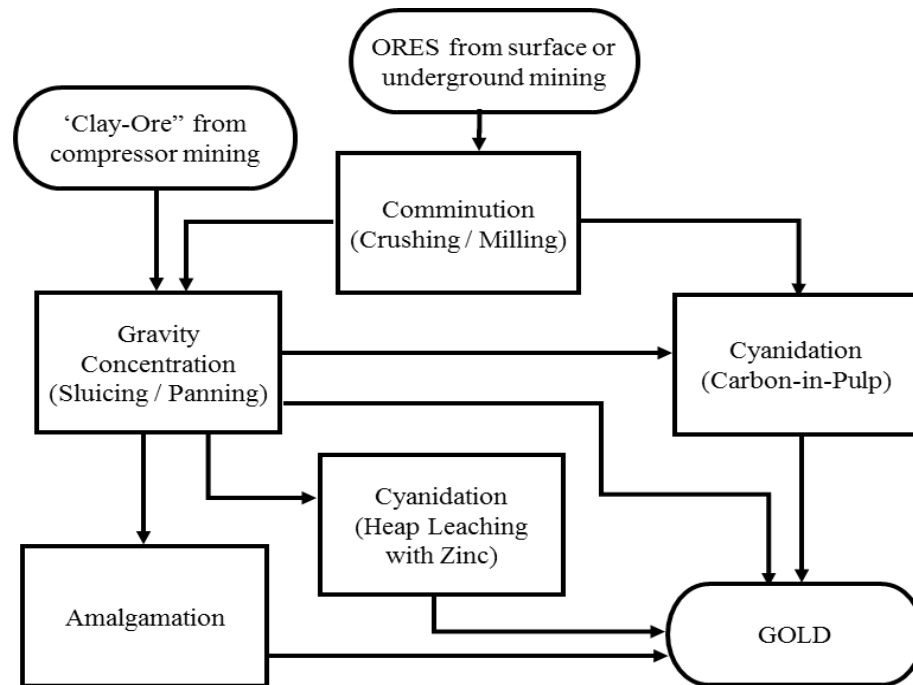 ORES from surface or
underground mining
‘Clay-Ore” from
compressor mining
Comminution
(Crushing / Milling)
Gravity
Concentration
(Sluicing / Panning)
Cyanidation
(Carbon-in-Pulp)
Cyanidation
(Heap Leaching
with Zinc)
Amalgamation
GOLD